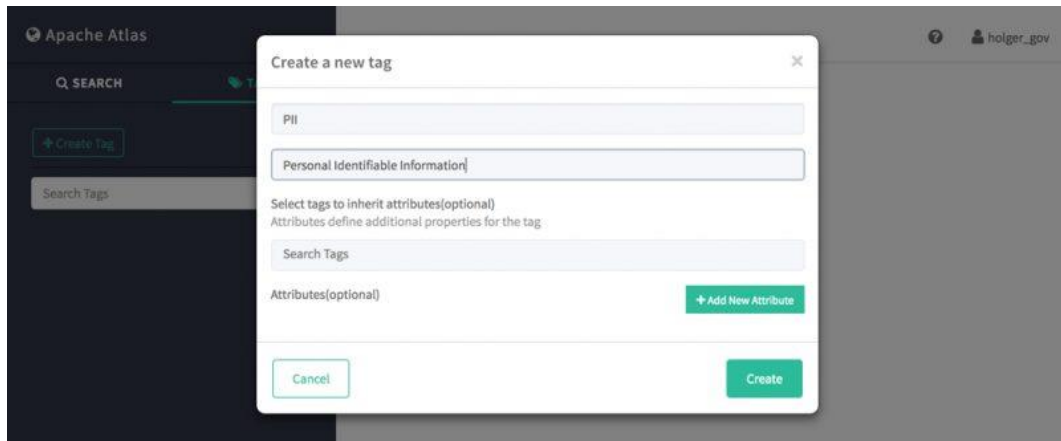 Apache Atlas
holger_gov
SEARCH
Create Tag
Search Tags
Create a new tag
×
PII
Personal Identifiable Information
Select tags to inherit attributes(optional)
Attributes define additional properties for the tag
Search Tags
Attributes(optional)
+ Add New Attribute
Cancel
Create